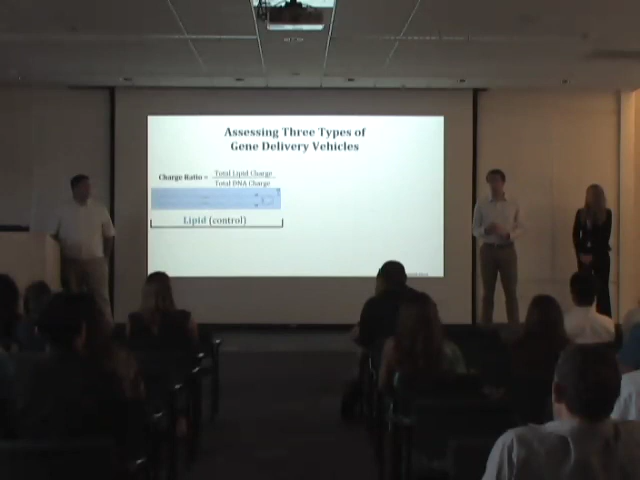 Assessing Three Types of
Gene Delivery Vehicles
Charge Ratio = Total Lipid Charge
Total DNA Charge
Lipid (control)